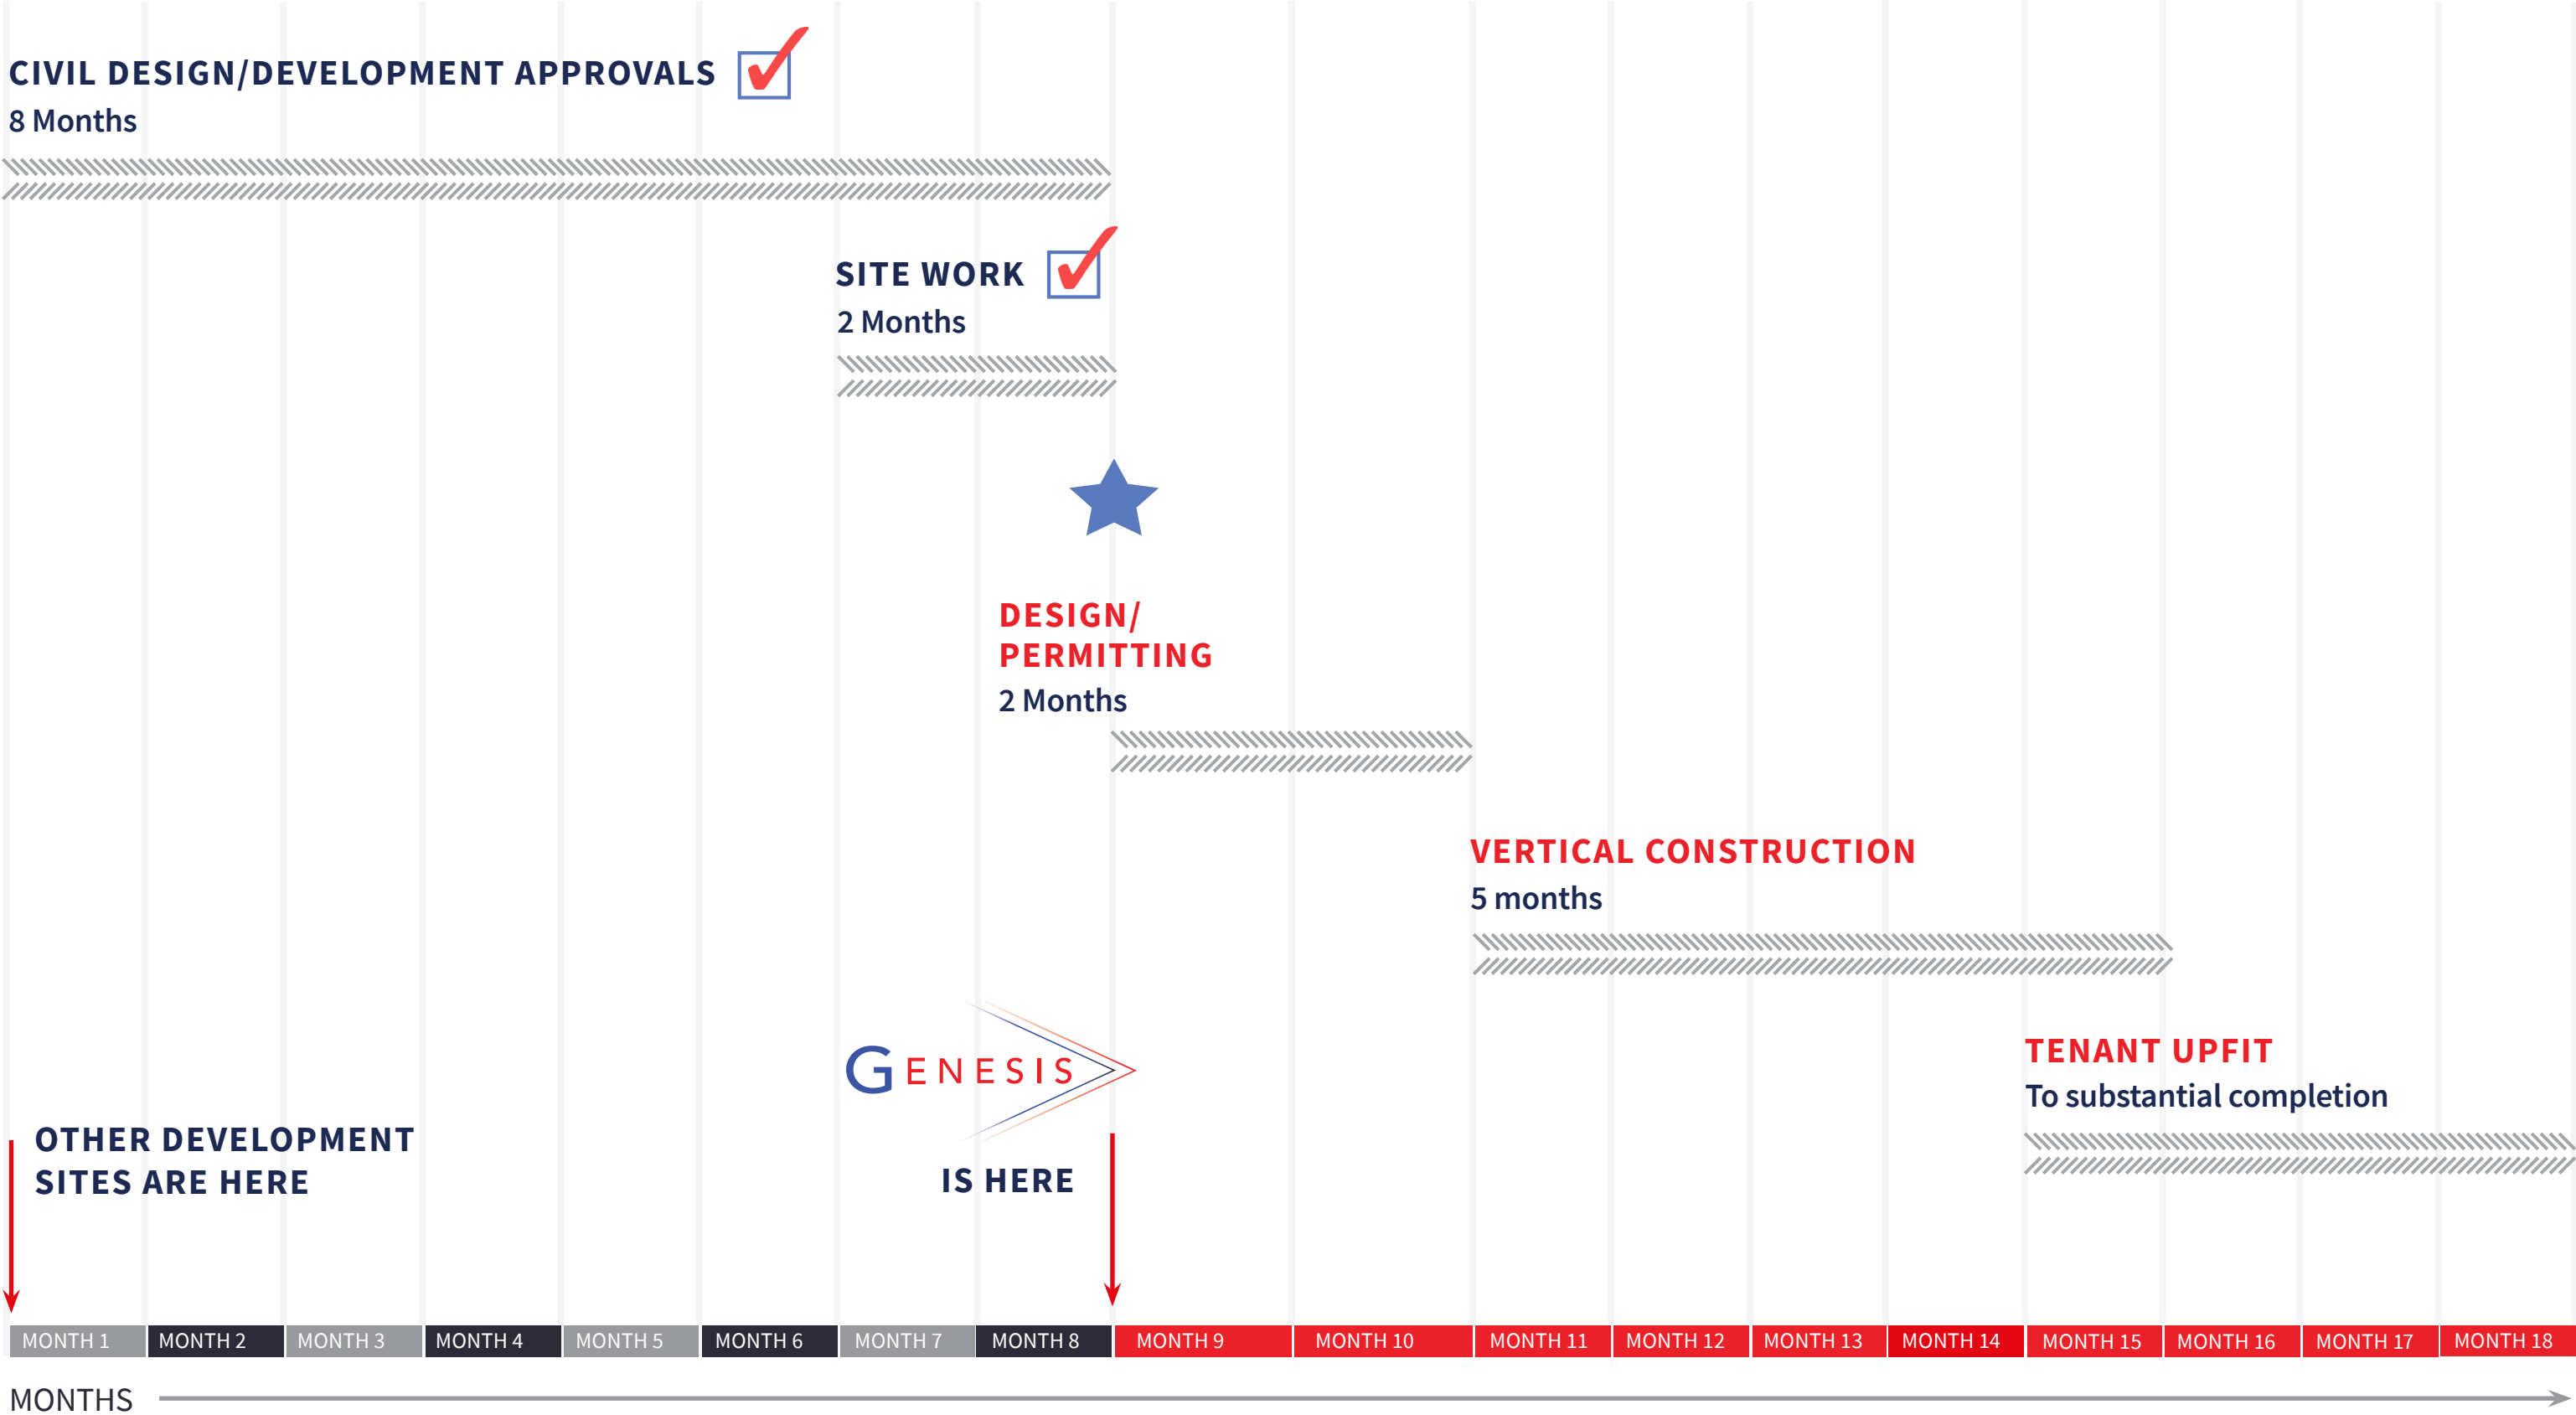 CIVIL DESIGN/DEVELOPMENT APPROVALS
8 Months
SITE WORK
2 Months
DESIGN/
PERMITTING
2 Months
VERTICAL CONSTRUCTION
5 months
GENESIS
IS HERE
TENANT UPFIT
To substantial completion
OTHER DEVELOPMENT
SITES ARE HERE
MONTH 1 MONTH 2 MONTH 3 MONTH 4 MONTH 5 MONTH 6 MONTH 7 MONTH 8 MONTH 9 MONTH 10 MONTH 11 MONTH 12 MONTH 13 MONTH 14 MONTH 15 MONTH 16 MONTH 17 MONTH 18
MONTHS